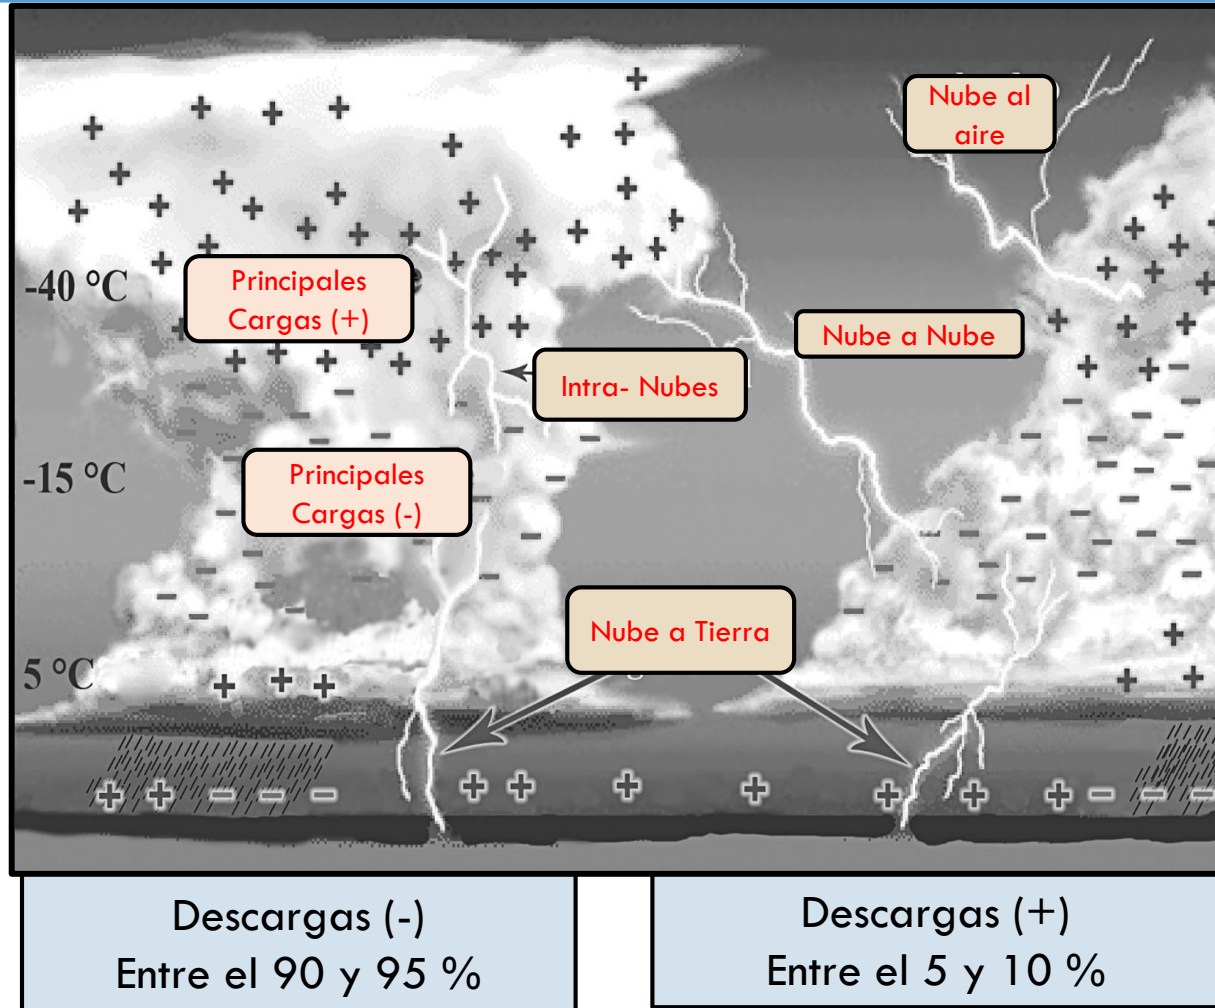 Nube al
aire
-40 °C
Principales
Cargas (+)
Nube a Nube
Intra- Nubes
-15 °C
Principales
Cargas (-)
Nube a Tierra
5 °C
Descargas (-)
Entre el 90 y 95 %
Descargas (+)
Entre el 5 y 10 %